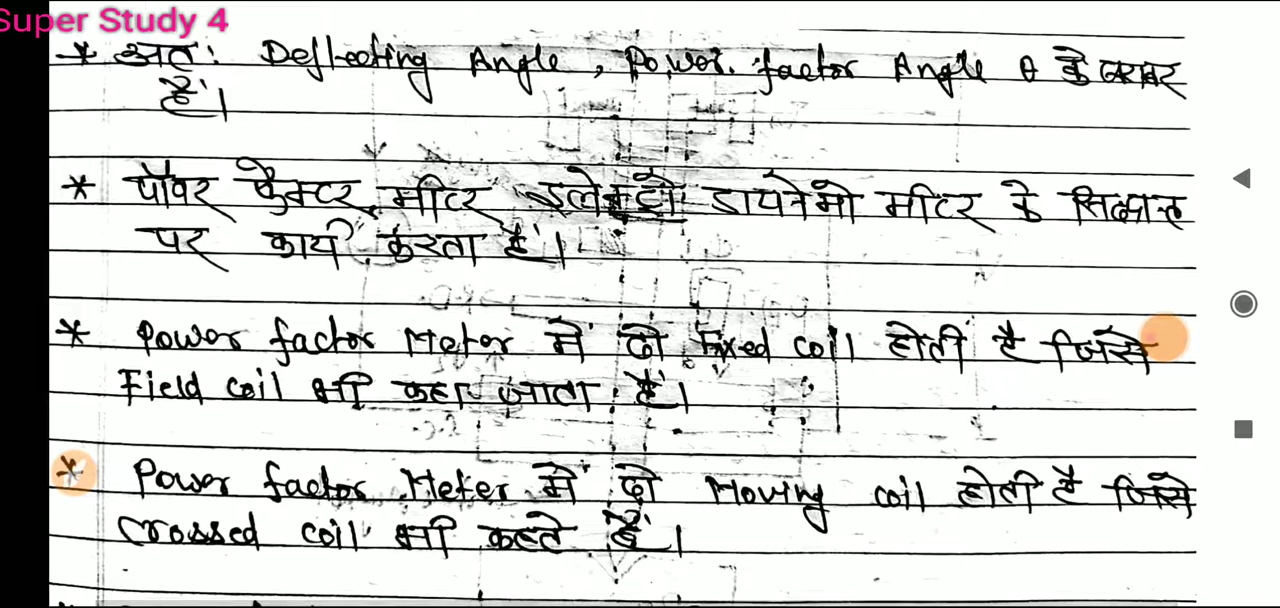 Super Study 4
* अत: Deflecting Angle, Power factor Angle θ के बराबर
है।
* पॉवर फैक्टर मीटर इलेक्ट्रो डायनेमो मीटर के सिद्धान्त
पर कार्य करता है।
* Power factor Meter में दो Fixed coil होती है जिसे
Field coil भी कहा जाता है।
* Power factor Meter में दो Moving coil होती है जिसे
Crossed coil भी कहते हैं।